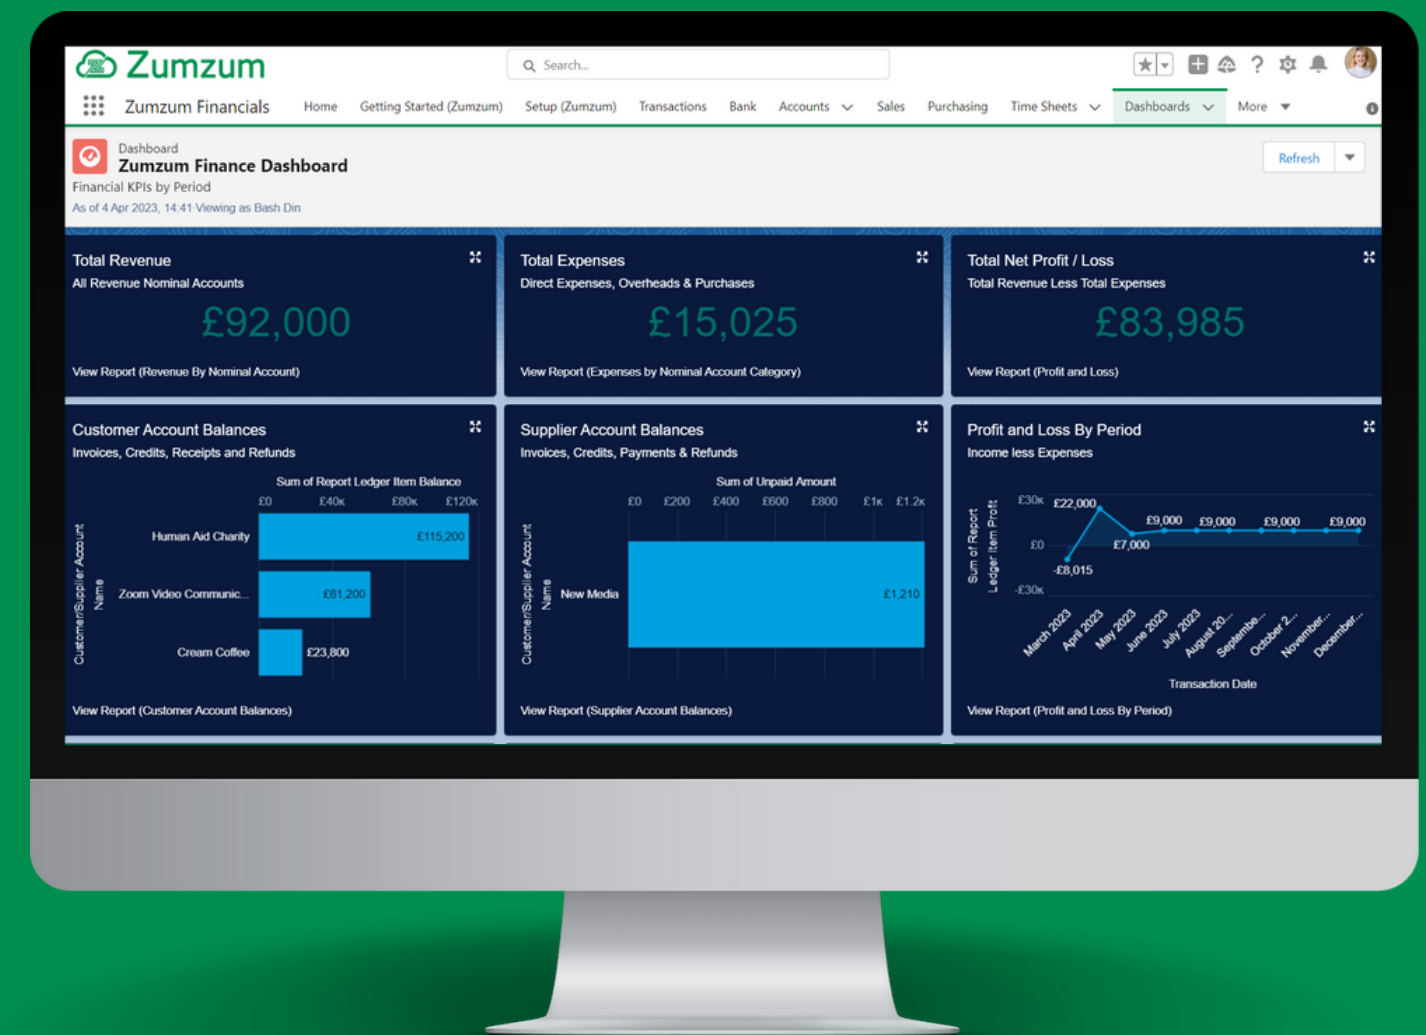 Zumzum
Search...
Zumzum Financials
Home
Getting Started (Zumzum)
Setup (Zumzum)
Transactions
Bank
Accounts
Sales
Purchasing
Time Sheets
Dashboards
More
Dashboard
Zumzum Finance Dashboard
Financial KPIs by Period
As of 4 Apr 2023, 14:41·Viewing as Bash Din
Refresh
Total Revenue
All Revenue Nominal Accounts
£92,000
View Report (Revenue By Nominal Account)
Total Expenses
Direct Expenses, Overheads & Purchases
£15,025
View Report (Expenses by Nominal Account Category)
Total Net Profit / Loss
Total Revenue Less Total Expenses
£83,985
View Report (Profit and Loss)
Customer Account Balances
Invoices, Credits, Receipts and Refunds
Sum of Report Ledger Item Balance
£0 £40K £80K £120K
Customer/Supplier Account
Name
Human Aid Charity
£115,200
Zoom Video Communic...
£61,200
Cream Coffee
£23,800
View Report (Customer Account Balances)
Supplier Account Balances
Invoices, Credits, Payments & Refunds
Sum of Unpaid Amount
£0 £200 £400 £600 £800 £1K £1.2K
Customer/Supplier Account
Name
New Media
£1,210
View Report (Supplier Account Balances)
Profit and Loss By Period
Income less Expenses
Sum of Report
Ledger Item Profit
£30K
£0
-£30K
£22,000
-£8,015
£7,000
£9,000
£9,000
£9,000
£9,000
March 2023
April 2023
May 2023
June 2023
July 2023
August 20...
Septembe...
October 2...
November...
December...
Transaction Date
View Report (Profit and Loss By Period)